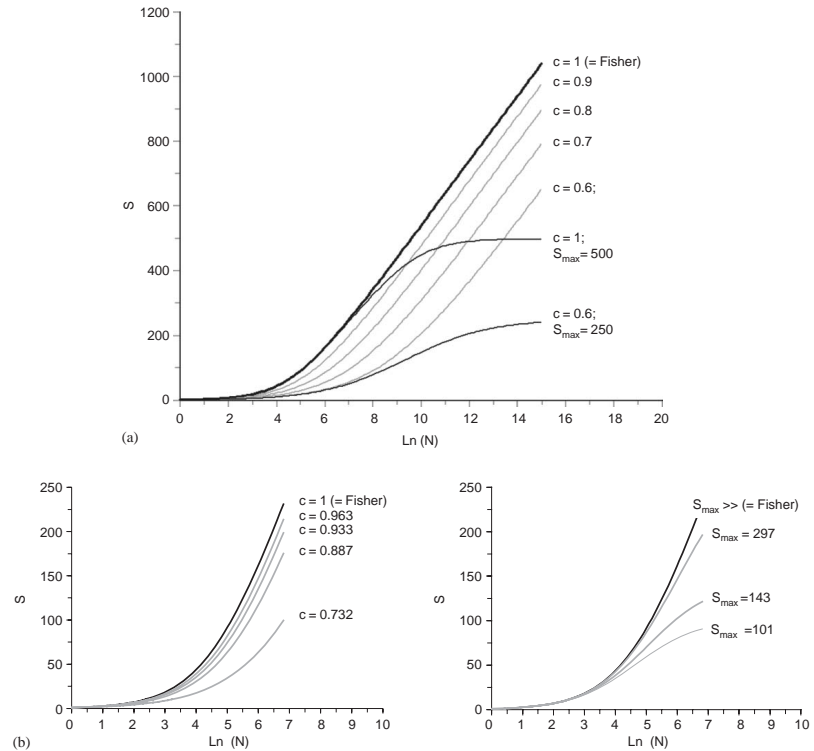 1200
1000
800
600
400
200
0
S
0 2 4 6 8 10 12 14 16 18 20
Ln (N)
c = 1 (= Fisher)
c = 0.9
c = 0.8
c = 0.7
c = 0.6;
c = 1;
Smax= 500
c = 0.6;
Smax= 250
(a)
250
200
150
100
50
0
S
0 1 2 3 4 5 6 7 8 9 10
Ln (N)
c = 1 (= Fisher)
c = 0.963
c = 0.933
c = 0.887
c = 0.732
(b)
250
200
150
100
50
0
S
0 1 2 3 4 5 6 7 8 9 10
Ln (N)
Smax >> (= Fisher)
Smax = 297
Smax =143
Smax =101